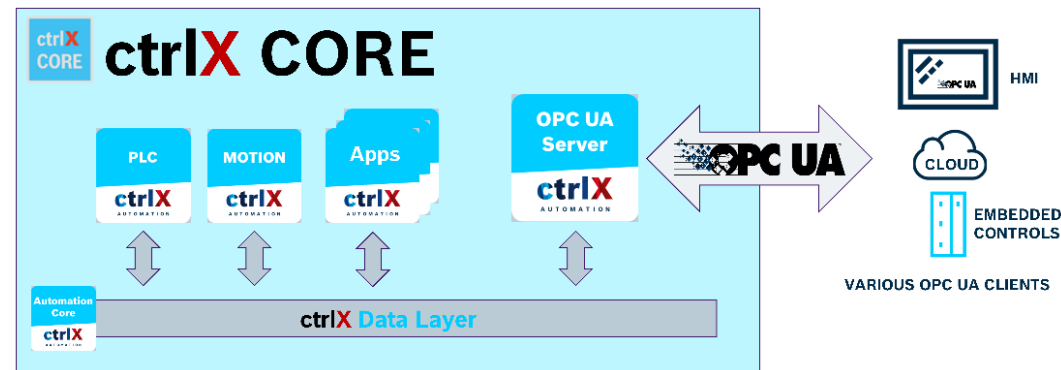 ctrlX
CORE
ctrlX CORE
PLC
ctrlX
AUTOMATION
MOTION
ctrlX
AUTOMATION
Apps
ctrlX
AUTOMATION
OPC UA
Server
ctrlX
AUTOMATION
OPC UA
OPC UA
HMI
CLOUD
EMBEDDED
CONTROLS
VARIOUS OPC UA CLIENTS
Automation
Core
ctrlX
AUTOMATION
ctrlX Data Layer